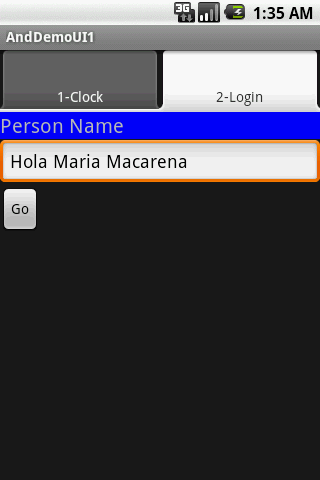 3G 1:35 AM
AndDemoUI1
1-Clock 2-Login
Person Name
Hola Maria Macarena
Go